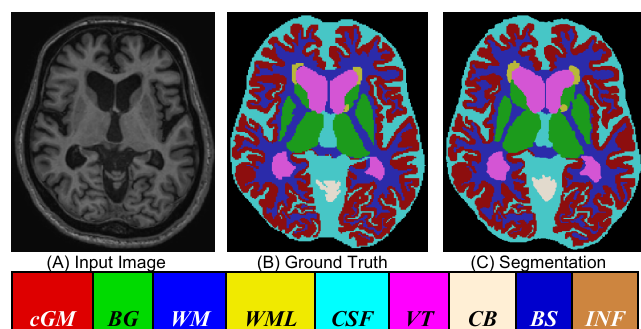 (A) Input Image (B) Ground Truth (C) Segmentation
cGM BG WM WML CSF VT CB BS INF